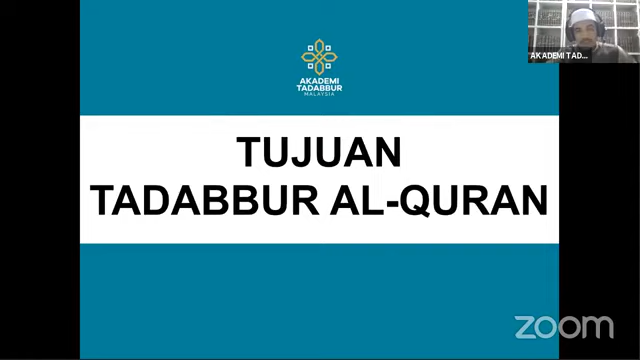 AKADEMI TAD...
AKADEMI
TADABBUR
MALAYSIA
TUJUAN
TADABBUR AL-QURAN
zoom